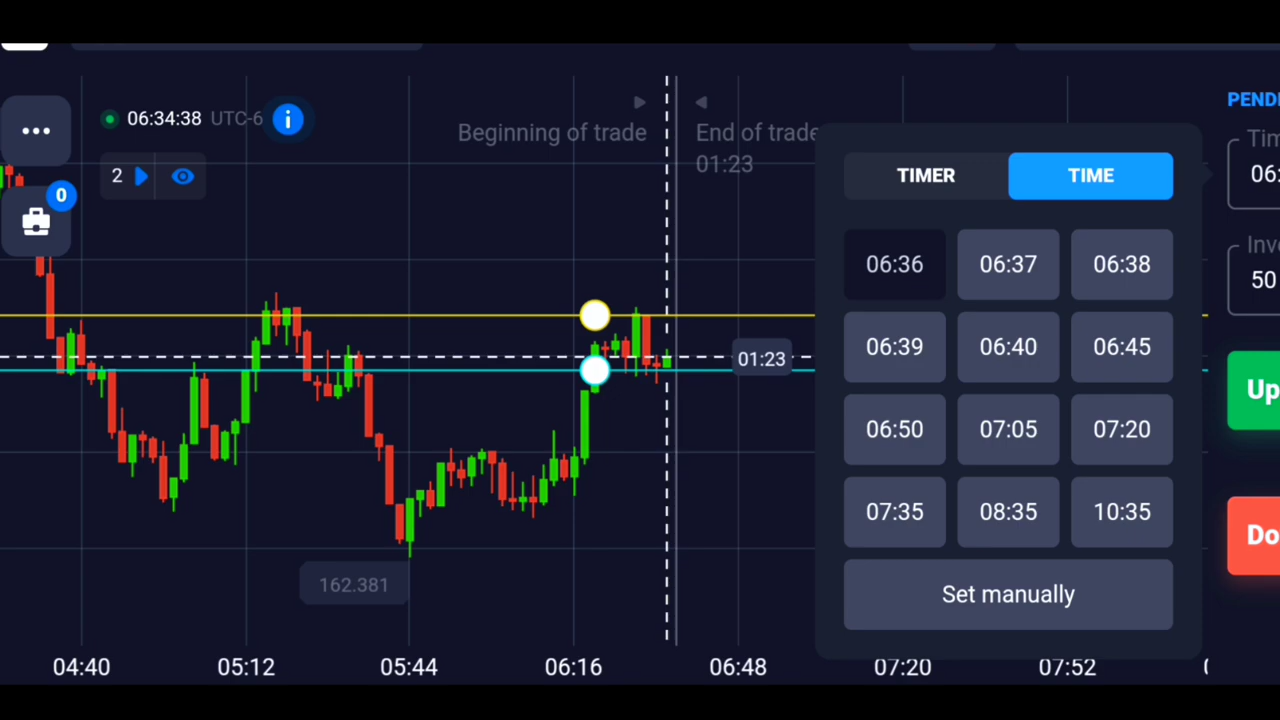 06:34:38 UTC-6
i
2
0
Beginning of trade
End of trade
01:23
01:23
162.381
04:40
05:12
05:44
06:16
06:48
07:20
07:52
TIMER
TIME
06:36
06:37
06:38
06:39
06:40
06:45
06:50
07:05
07:20
07:35
08:35
10:35
Set manually
PENDI
Tim
06:
Inve
50
Up
Do